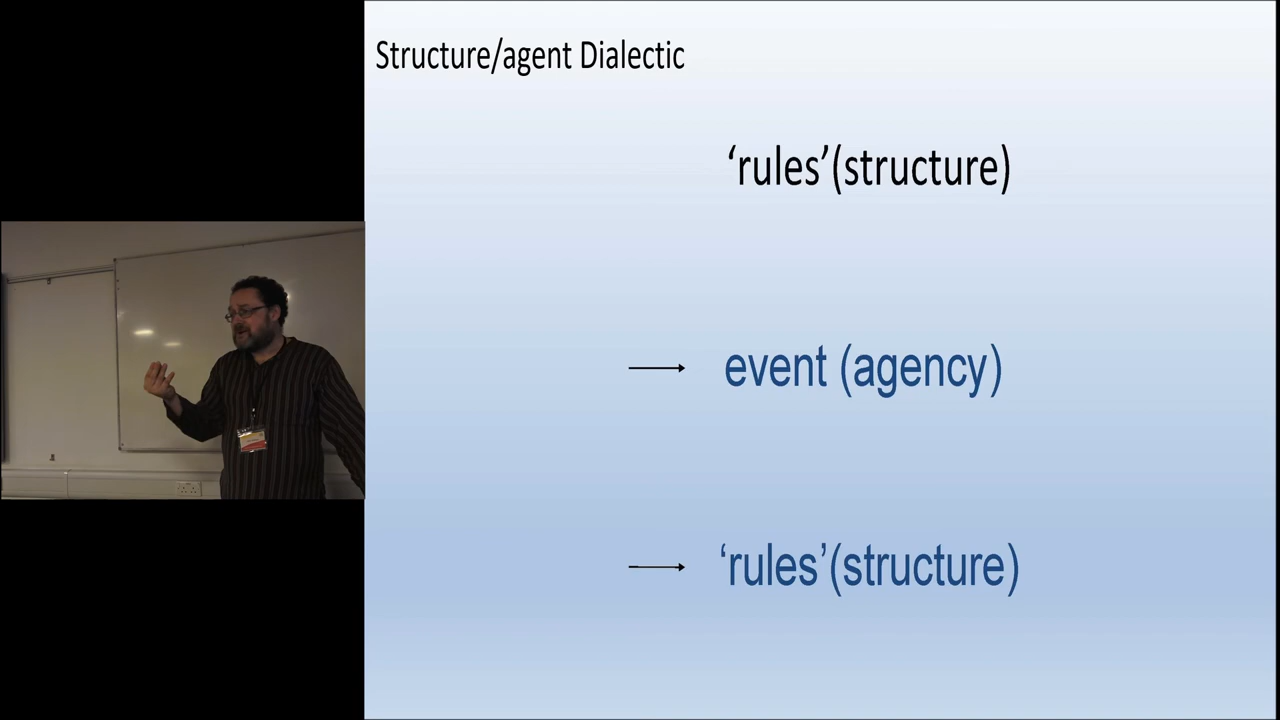 Structure/agent Dialectic
‘rules’(structure)
event (agency)
‘rules’(structure)